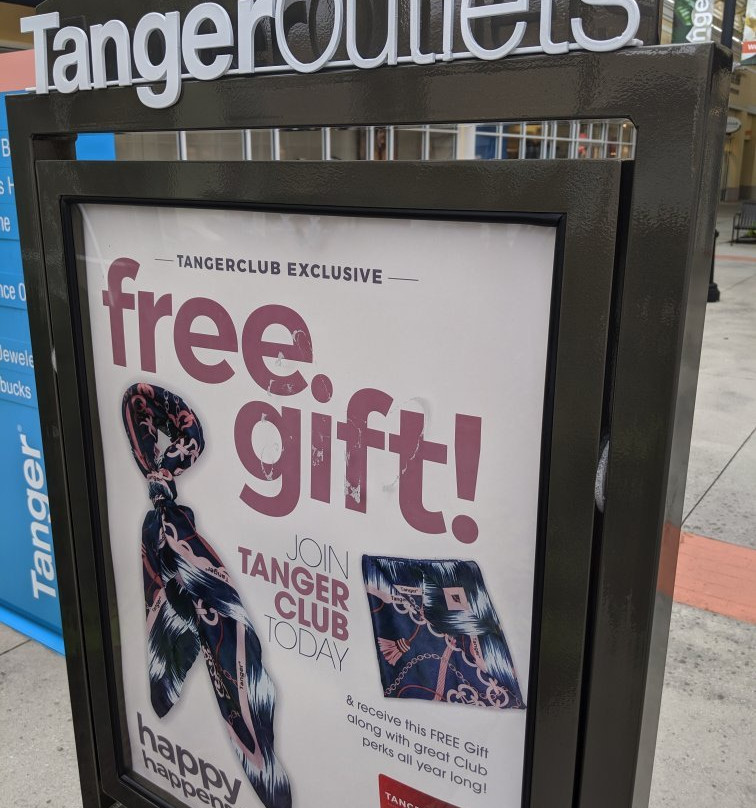 Tangeroutlets
TANGERCLUB EXCLUSIVE
free
gift!
JOIN
TANGER
CLUB
TODAY
& receive this FREE Gift
along with great Club
perks all year long!
happy
happens
Tanger